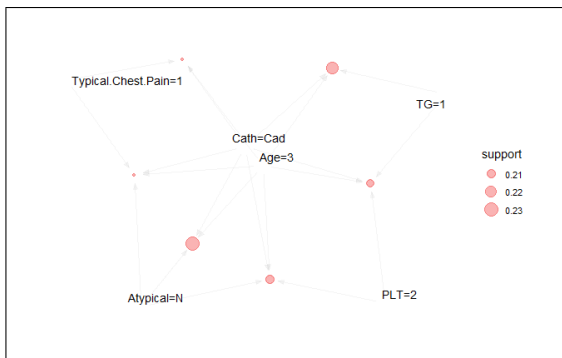 Typical.Chest.Pain=1
TG=1
Cath=Cad
Age=3
support
0.21
0.22
0.23
Atypical=N
PLT=2